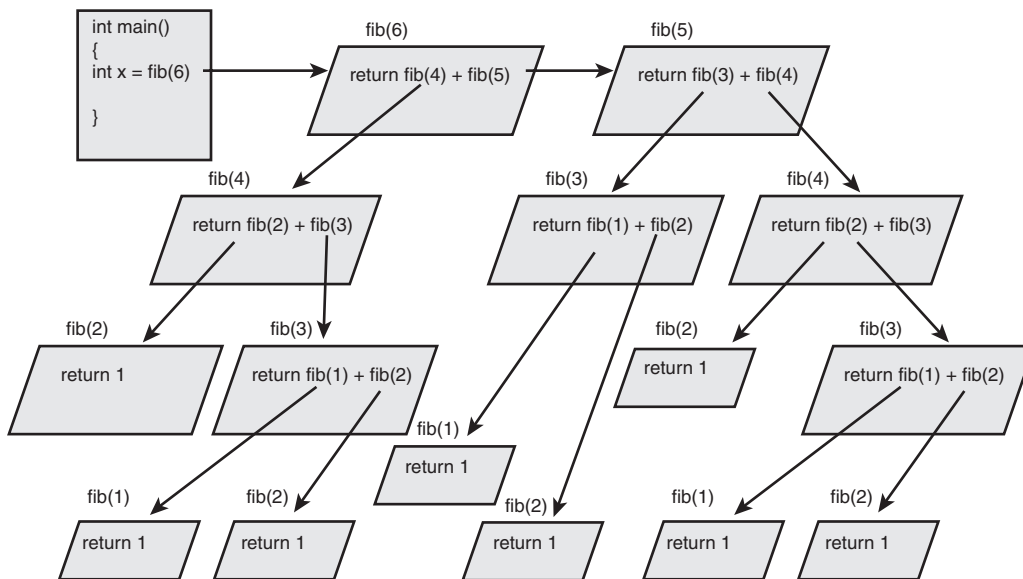 int main()
{
int x = fib(6)
}
fib(6)
return fib(4) + fib(5)
fib(5)
return fib(3) + fib(4)
fib(4)
return fib(2) + fib(3)
fib(3)
return fib(1) + fib(2)
fib(4)
return fib(2) + fib(3)
fib(2)
return 1
fib(3)
return fib(1) + fib(2)
fib(2)
return 1
fib(3)
return fib(1) + fib(2)
fib(1)
return 1
fib(1)
return 1
fib(2)
return 1
fib(2)
return 1
fib(1)
return 1
fib(2)
return 1